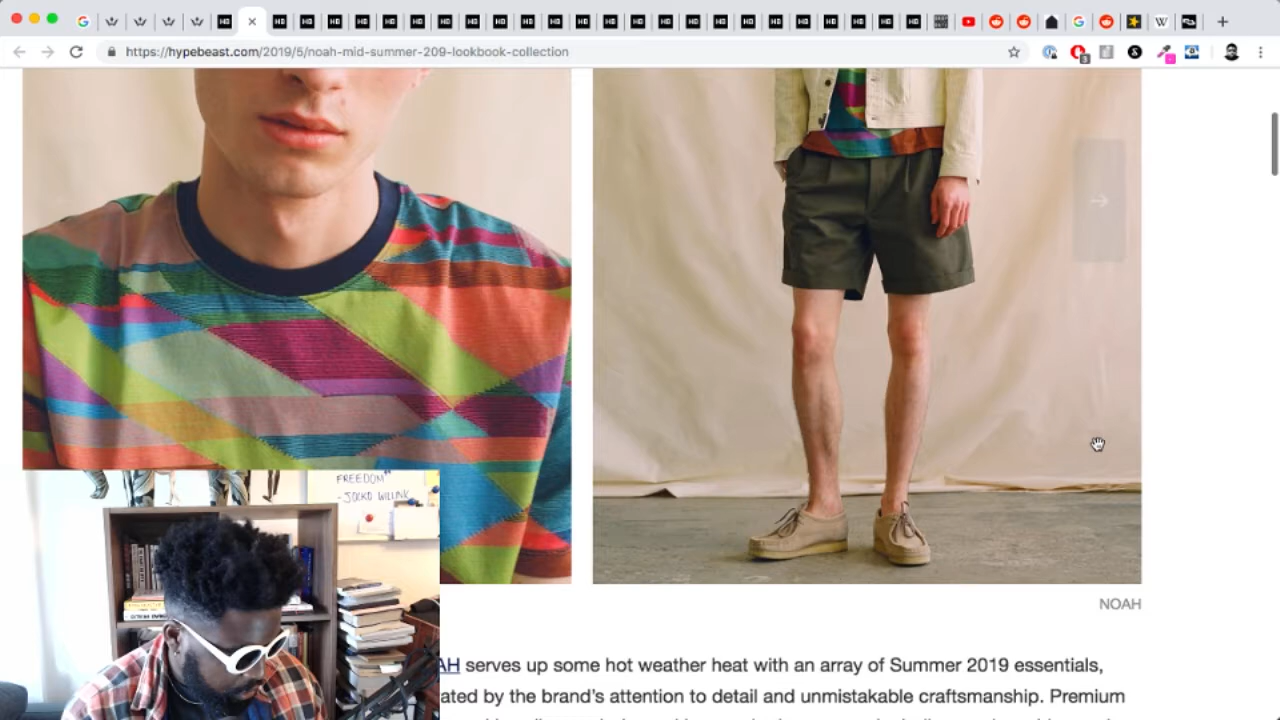 https://hypebeast.com/2019/5/noah-mid-summer-209-lookbook-collection
FREEDOM"
- JOCKO WILLINK
NOAH
AH serves up some hot weather heat with an array of Summer 2019 essentials,
ated by the brand's attention to detail and unmistakable craftsmanship. Premium